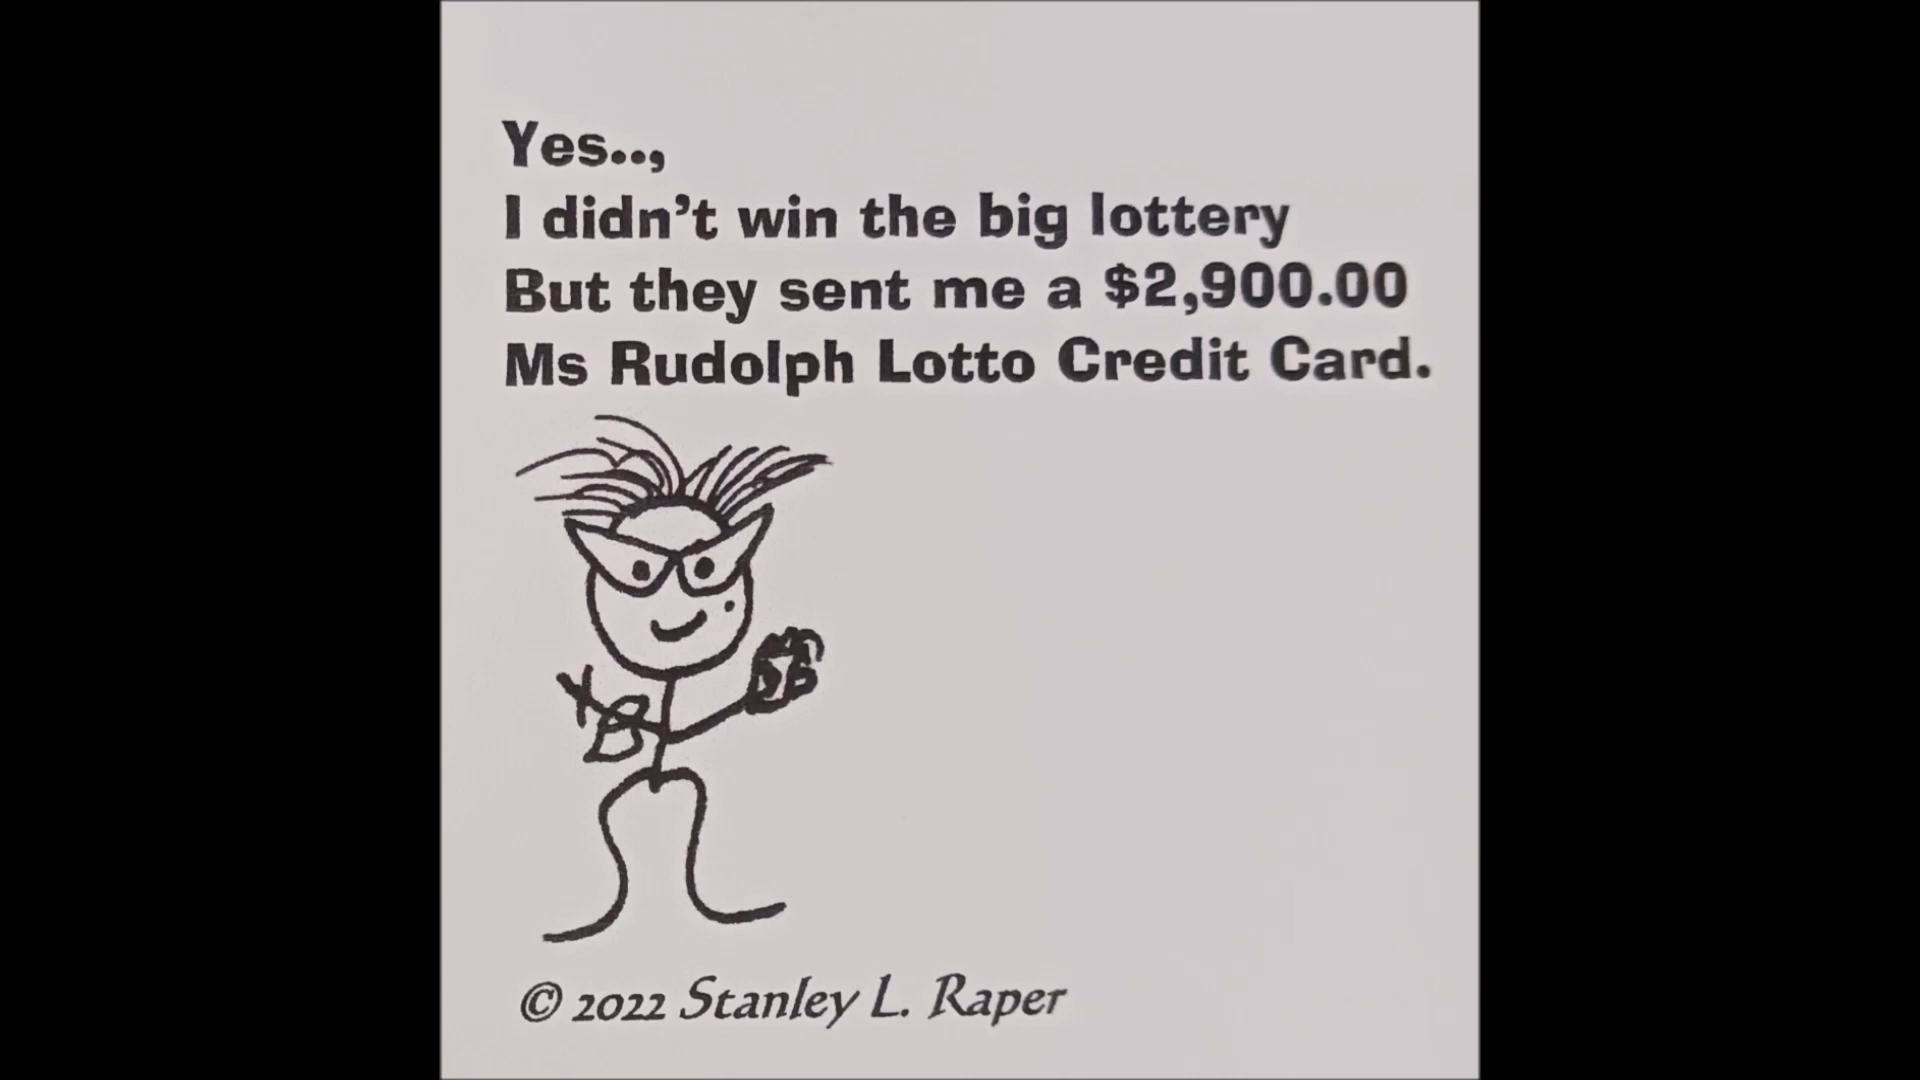 Yes..,
I didn't win the big lottery
But they sent me a $2,900.00
Ms Rudolph Lotto Credit Card.
© 2022 Stanley L. Raper